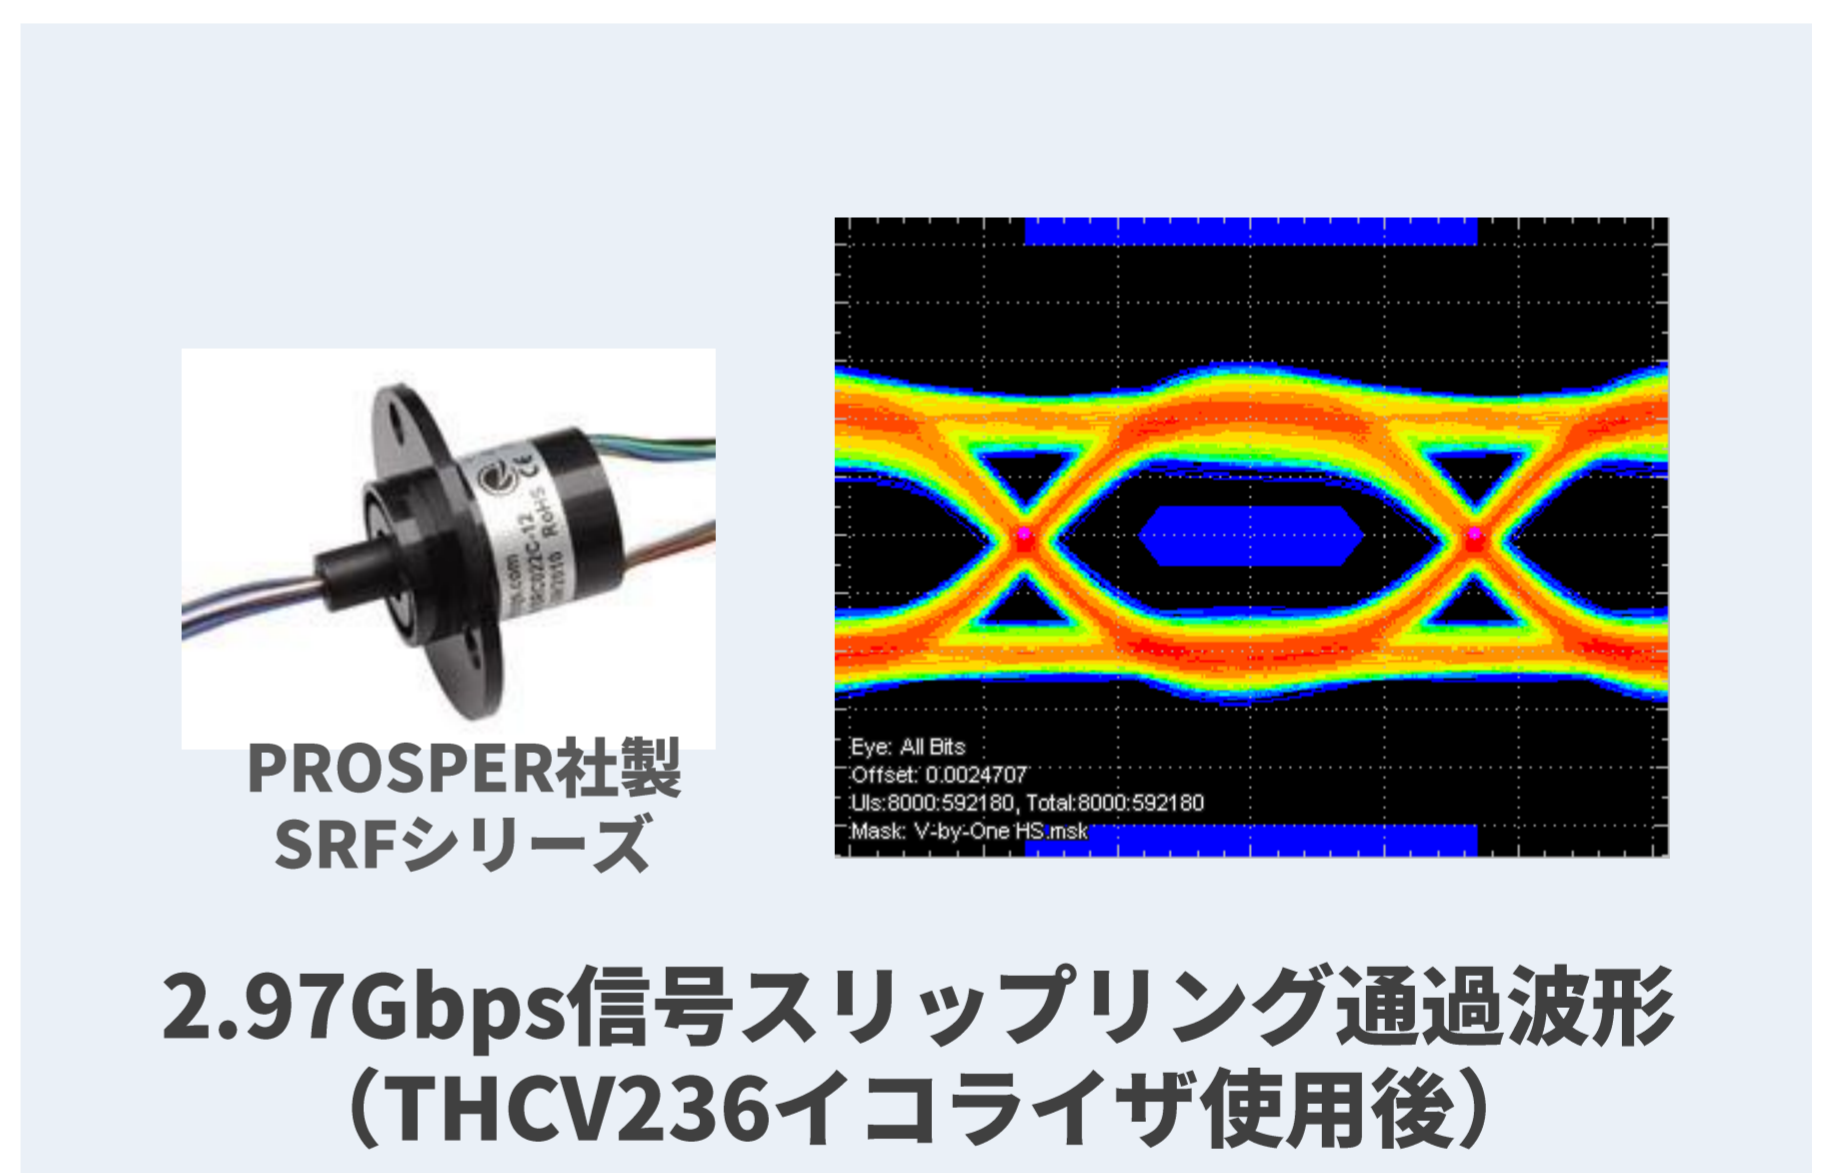 CE
RoHS
PROSPER社製
SRFシリーズ
Eye: All Bits
Offset: 0.0024707
UIs:8000:592180, Total:8000:592180
Mask: V-by-One HS.msk
2.97Gbps信号スリップリング通過波形
（THCV236イコライザ使用後）